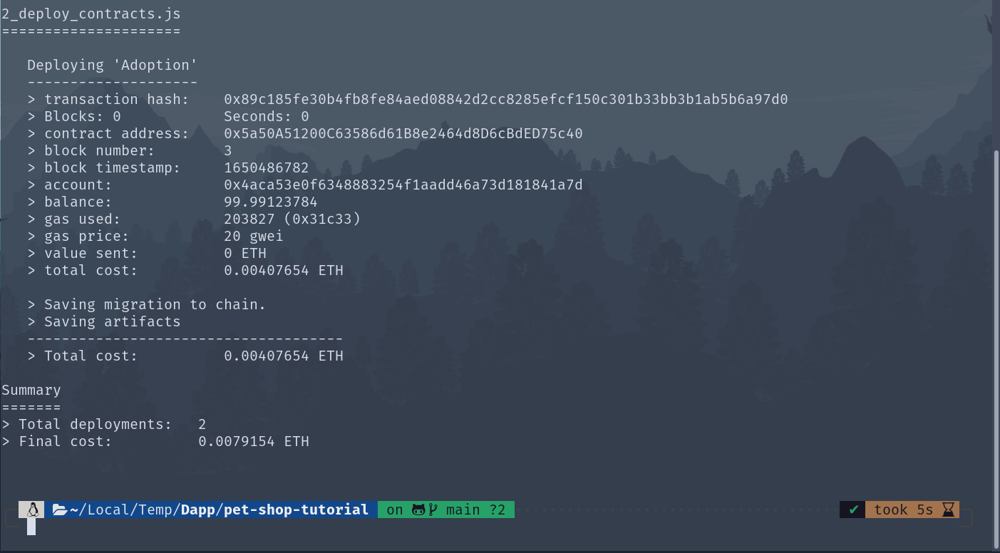 2_deploy_contracts.js
=====================
Deploying 'Adoption'
--------------------
> transaction hash:    0x89c185fe30b4fb8fe84aed08842d2cc8285efcf150c301b33bb3b1ab5b6a97d0
> Blocks: 0            Seconds: 0
> contract address:    0x5a50A51200C63586d61B8e2464d8D6cBdED75c40
> block number:        3
> block timestamp:     1650486782
> account:             0x4aca53e0f6348883254f1aadd46a73d181841a7d
> balance:             99.99123784
> gas used:            203827 (0x31c33)
> gas price:           20 gwei
> value sent:          0 ETH
> total cost:          0.00407654 ETH
> Saving migration to chain.
> Saving artifacts
-------------------------------------
> Total cost:          0.00407654 ETH
Summary
=======
> Total deployments:   2
> Final cost:          0.0079154 ETH
~/Local/Temp/Dapp/pet-shop-tutorial on main ?2 ✔ took 5s